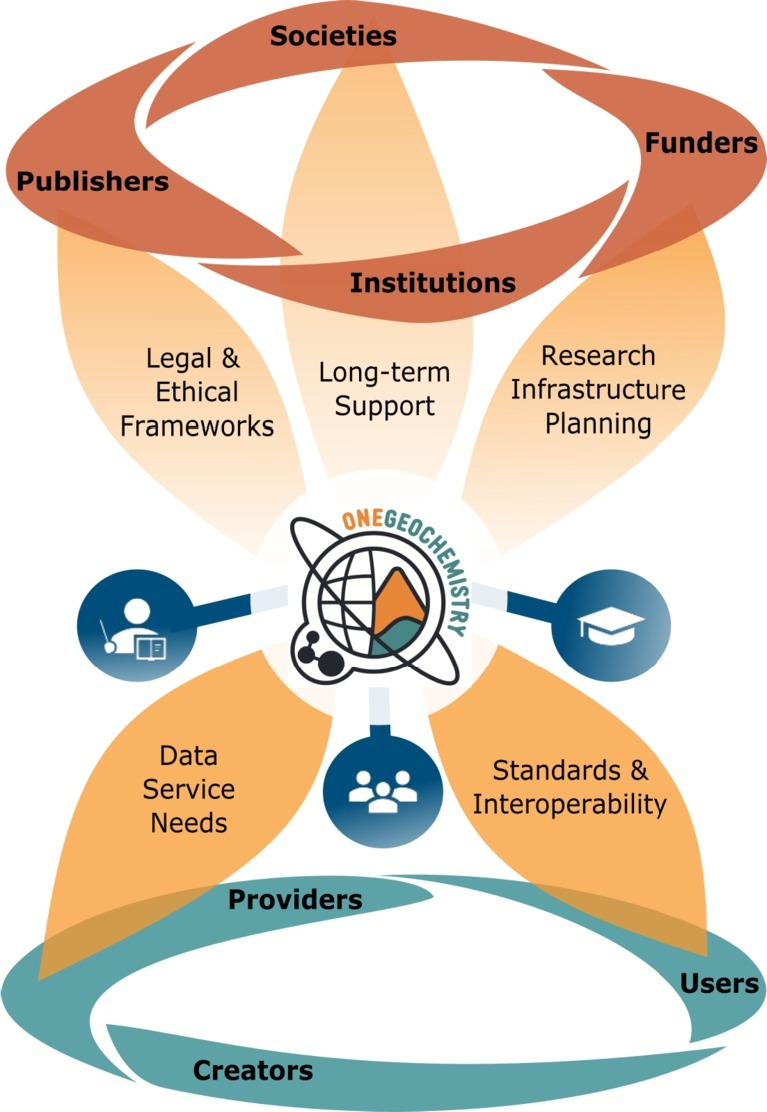 Societies
Funders
Publishers
Institutions
Legal &
Ethical
Frameworks
Long-term
Support
Research
Infrastructure
Planning
ONEGEOCHEMISTRY
Data
Service
Needs
Standards &
Interoperability
Providers
Users
Creators